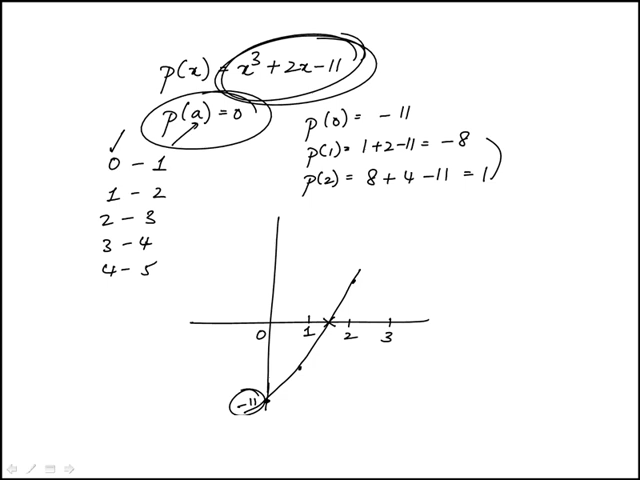 p(x) = x³ + 2x - 11
p(a) = 0
p(0) = - 11
p(1) = 1 + 2 - 11 = - 8
p(2) = 8 + 4 - 11 = 1
0 - 1
1 - 2
2 - 3
3 - 4
4 - 5
0 1 2 3
-11